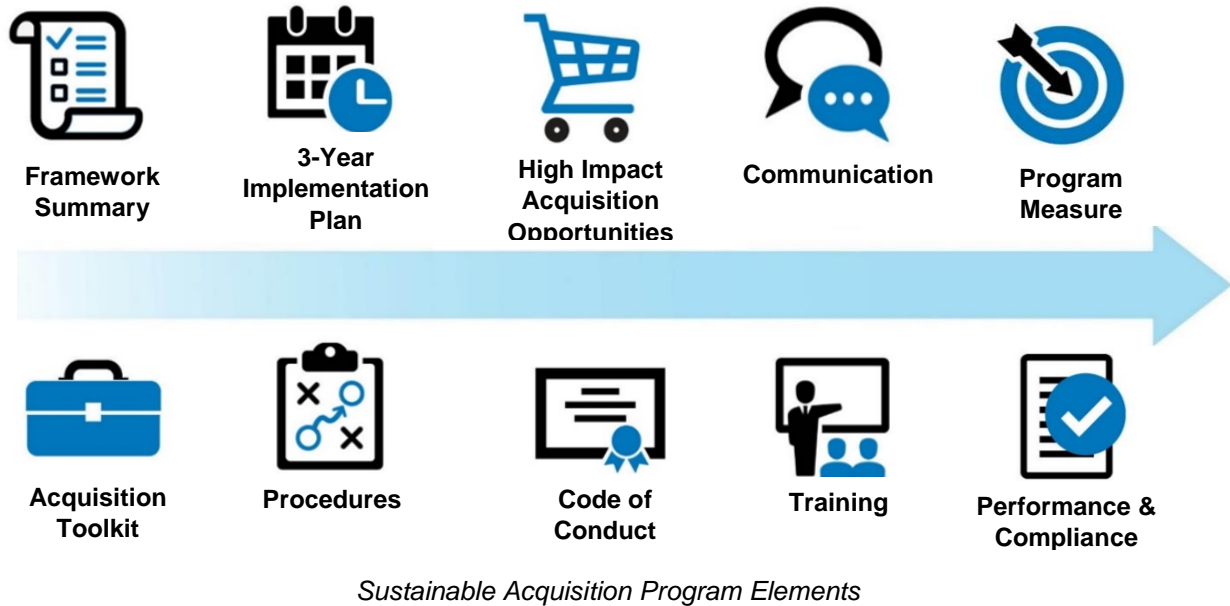 Framework
Summary
3-Year
Implementation
Plan
High Impact
Acquisition
Opportunities
Communication
Program
Measure
Acquisition
Toolkit
Procedures
Code of
Conduct
Training
Performance &
Compliance
Sustainable Acquisition Program Elements